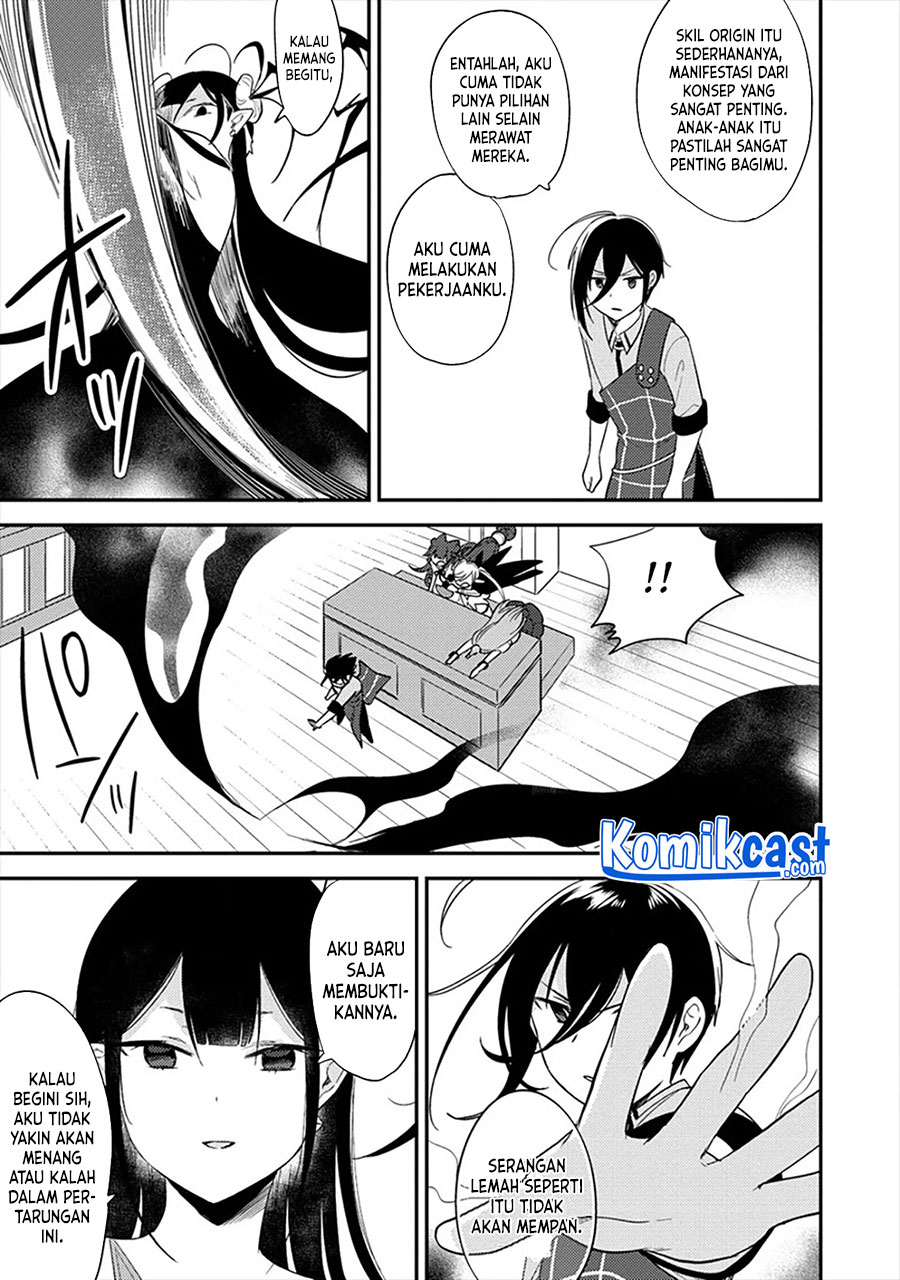 SKIL ORIGIN ITU
SEDERHANANYA,
MANIFESTASI DARI
KONSEP YANG
SANGAT PENTING.
ANAK-ANAK ITU
PASTILAH SANGAT
PENTING BAGIMU.
ENTAHLAH, AKU
CUMA TIDAK
PUNYA PILIHAN
LAIN SELAIN
MERAWAT
MEREKA.
AKU CUMA
MELAKUKAN
PEKERJAANKU.
KALAU
MEMANG
BEGITU,
!!
Komikcast
.com
SERANGAN
LEMAH SEPERTI
ITU TIDAK
AKAN MEMPAN.
AKU BARU
SAJA
MEMBUKTI-
KANNYA.
KALAU
BEGINI SIH,
AKU TIDAK
YAKIN AKAN
MENANG
ATAU KALAH
DALAM PER-
TARUNGAN
INI.